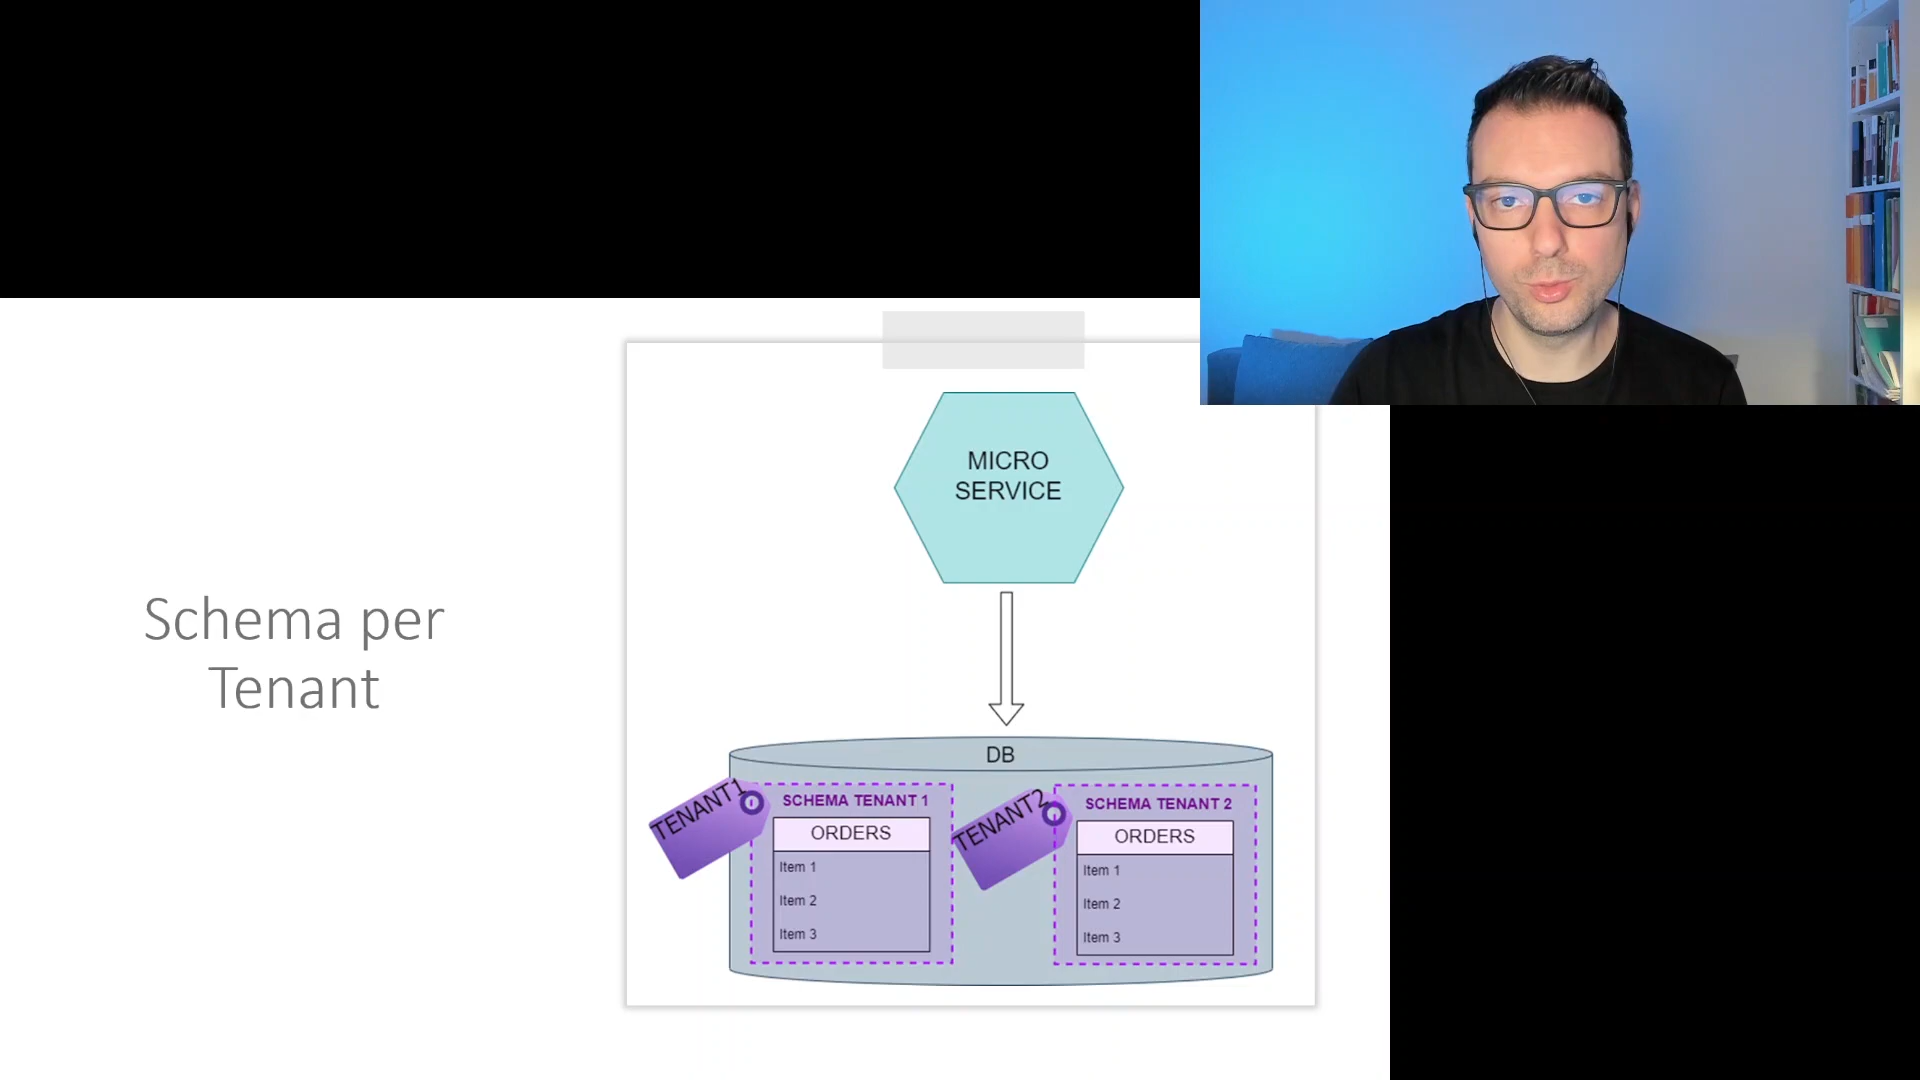 Schema per
Tenant
MICRO
SERVICE
DB
TENANT1
SCHEMA TENANT 1
ORDERS
Item 1
Item 2
Item 3
TENANT2
SCHEMA TENANT 2
ORDERS
Item 1
Item 2
Item 3